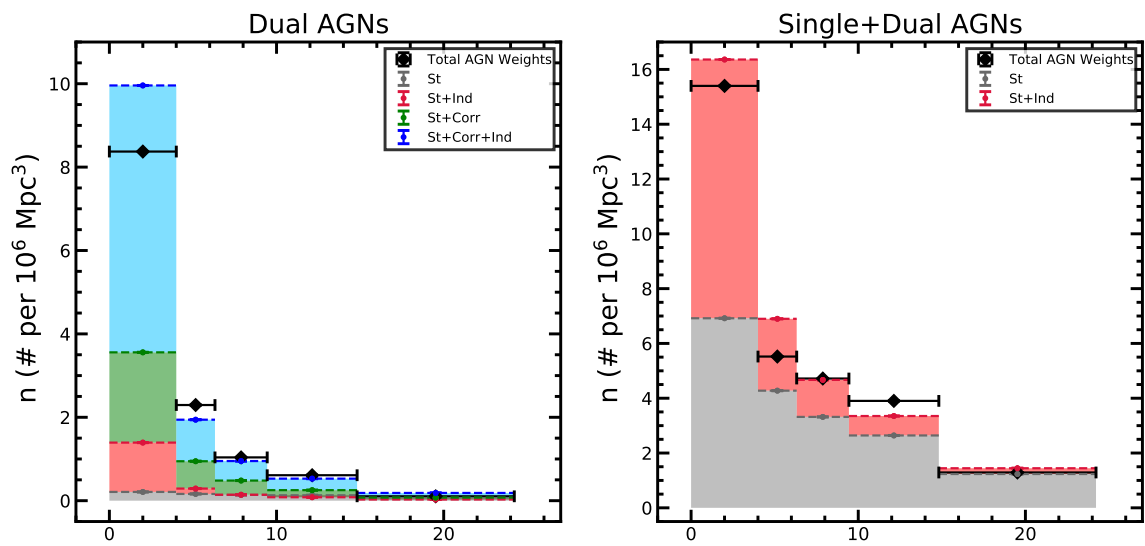 Dual AGNs
Total AGN Weights
St
St+Ind
St+Corr
St+Corr+Ind
n (# per 10⁶ Mpc³)
10
8
6
4
2
0
0
10
20
Single+Dual AGNs
Total AGN Weights
St
St+Ind
n (# per 10⁶ Mpc³)
16
14
12
10
8
6
4
2
0
0
10
20